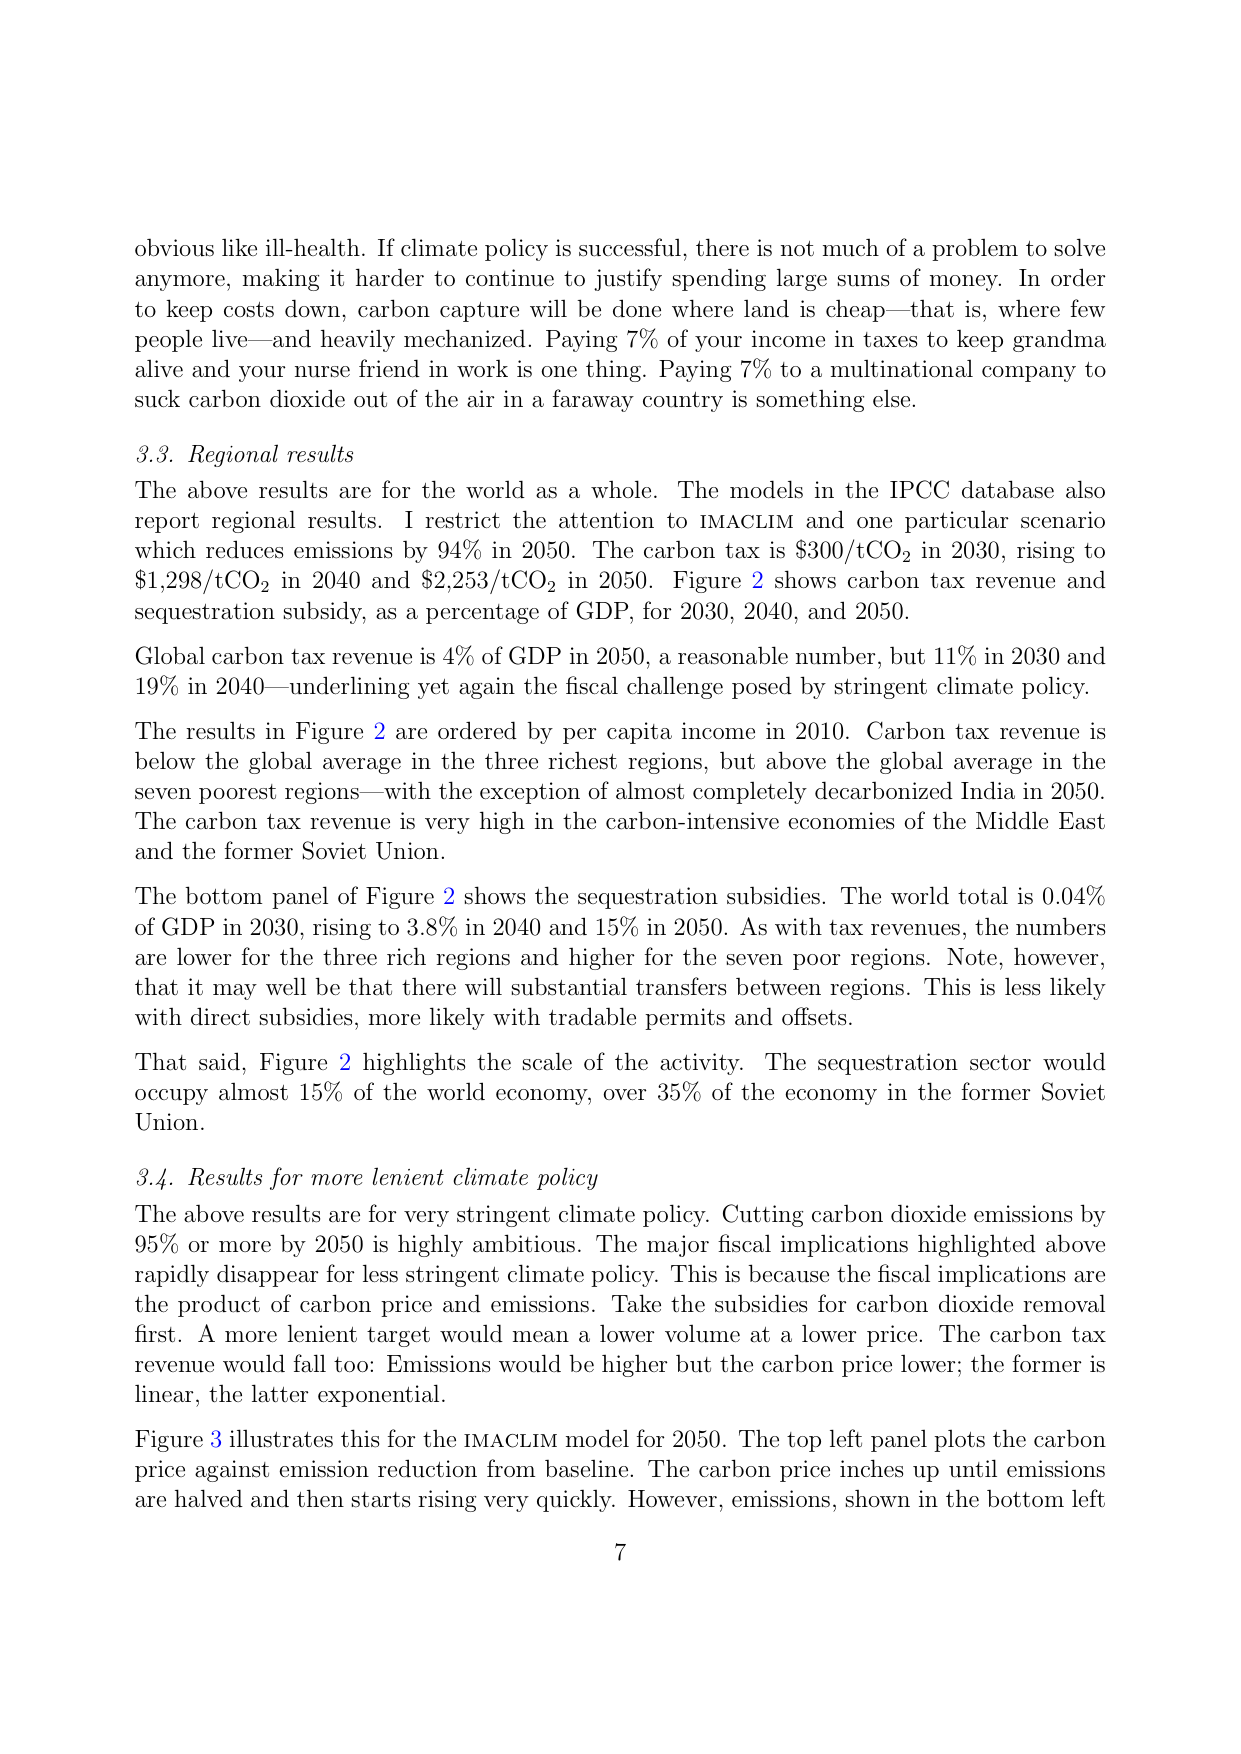 obvious like ill-health. If climate policy is successful, there is not much of a problem to solve
anymore, making it harder to continue to justify spending large sums of money. In order
to keep costs down, carbon capture will be done where land is cheap—that is, where few
people live—and heavily mechanized. Paying 7% of your income in taxes to keep grandma
alive and your nurse friend in work is one thing. Paying 7% to a multinational company to
suck carbon dioxide out of the air in a faraway country is something else.
3.3. Regional results
The above results are for the world as a whole. The models in the IPCC database also
report regional results. I restrict the attention to IMACLIM and one particular scenario
which reduces emissions by 94% in 2050. The carbon tax is $300/tCO₂ in 2030, rising to
$1,298/tCO₂ in 2040 and $2,253/tCO₂ in 2050. Figure 2 shows carbon tax revenue and
sequestration subsidy, as a percentage of GDP, for 2030, 2040, and 2050.
Global carbon tax revenue is 4% of GDP in 2050, a reasonable number, but 11% in 2030 and
19% in 2040—underlining yet again the fiscal challenge posed by stringent climate policy.
The results in Figure 2 are ordered by per capita income in 2010. Carbon tax revenue is
below the global average in the three richest regions, but above the global average in the
seven poorest regions—with the exception of almost completely decarbonized India in 2050.
The carbon tax revenue is very high in the carbon-intensive economies of the Middle East
and the former Soviet Union.
The bottom panel of Figure 2 shows the sequestration subsidies. The world total is 0.04%
of GDP in 2030, rising to 3.8% in 2040 and 15% in 2050. As with tax revenues, the numbers
are lower for the three rich regions and higher for the seven poor regions. Note, however,
that it may well be that there will substantial transfers between regions. This is less likely
with direct subsidies, more likely with tradable permits and offsets.
That said, Figure 2 highlights the scale of the activity. The sequestration sector would
occupy almost 15% of the world economy, over 35% of the economy in the former Soviet
Union.
3.4. Results for more lenient climate policy
The above results are for very stringent climate policy. Cutting carbon dioxide emissions by
95% or more by 2050 is highly ambitious. The major fiscal implications highlighted above
rapidly disappear for less stringent climate policy. This is because the fiscal implications are
the product of carbon price and emissions. Take the subsidies for carbon dioxide removal
first. A more lenient target would mean a lower volume at a lower price. The carbon tax
revenue would fall too: Emissions would be higher but the carbon price lower; the former is
linear, the latter exponential.
Figure 3 illustrates this for the IMACLIM model for 2050. The top left panel plots the carbon
price against emission reduction from baseline. The carbon price inches up until emissions
are halved and then starts rising very quickly. However, emissions, shown in the bottom left
7